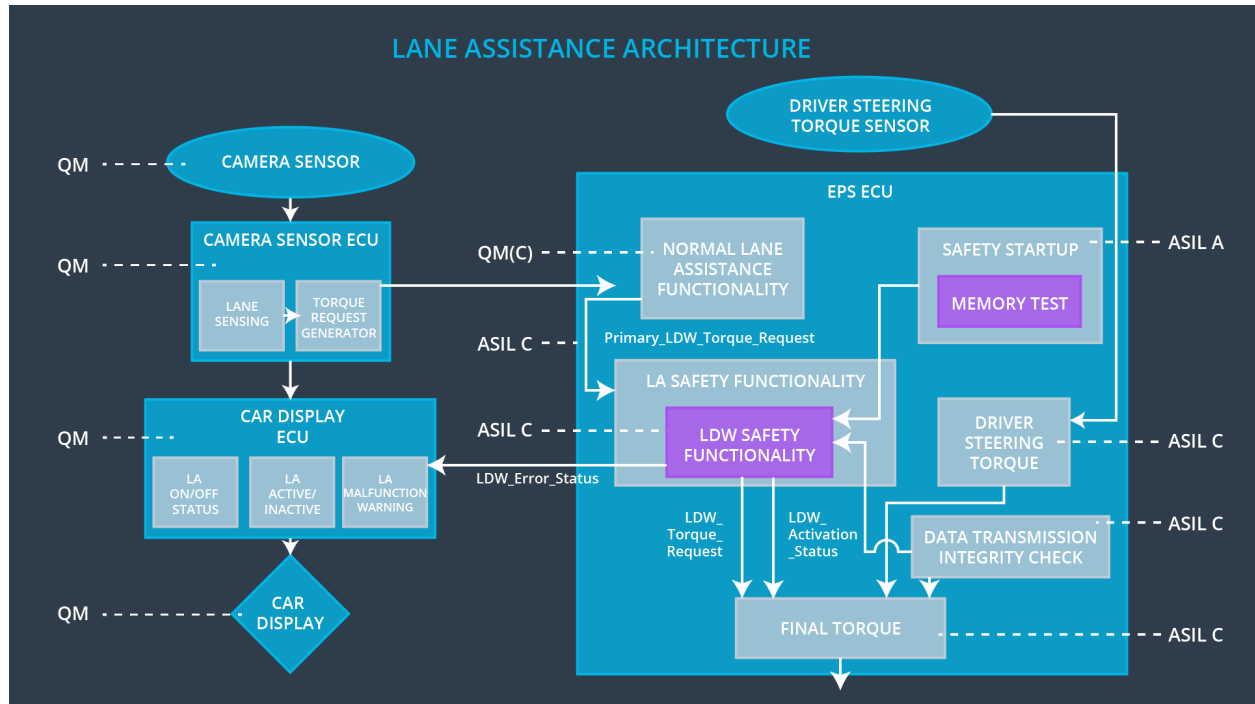 LANE ASSISTANCE ARCHITECTURE
DRIVER STEERING
TORQUE SENSOR
QM
CAMERA SENSOR
EPS ECU
CAMERA SENSOR ECU
QM
LANE
SENSING
TORQUE
REQUEST
GENERATOR
QM(C)
NORMAL LANE
ASSISTANCE
FUNCTIONALITY
SAFETY STARTUP
MEMORY TEST
ASIL A
ASIL C
Primary_LDW_Torque_Request
LA SAFETY FUNCTIONALITY
ASIL C
LDW SAFETY
FUNCTIONALITY
DRIVER
STEERING
TORQUE
ASIL C
CAR DISPLAY
ECU
QM
LA
ON/OFF
STATUS
LA
ACTIVE/
INACTIVE
LA
MALFUNCTION
WARNING
LDW_Error_Status
LDW_
Torque_
Request
LDW_
Activation
_Status
DATA TRANSMISSION
INTEGRITY CHECK
ASIL C
QM
CAR
DISPLAY
FINAL TORQUE
ASIL C